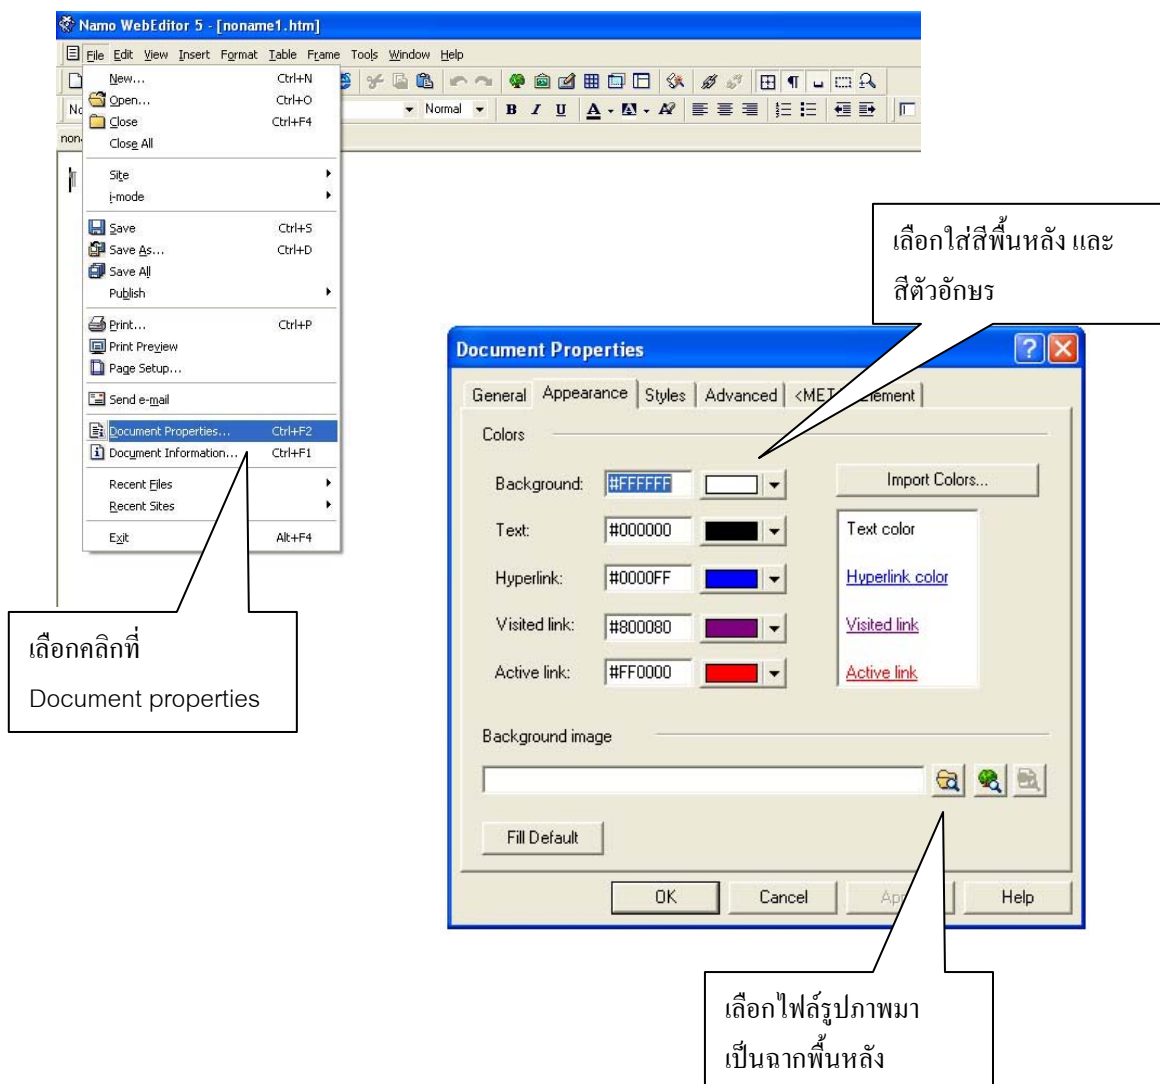 Namo WebEditor 5 - [noname1.htm]
File Edit View Insert Format Table Frame Tools Window Help
New... Ctrl+N
Open... Ctrl+O
Close Ctrl+F4
Close All
Site
i-mode
Save Ctrl+S
Save As... Ctrl+D
Save All
Publish
Print... Ctrl+P
Print Preview
Page Setup...
Send e-mail
Document Properties... Ctrl+F2
Document Information... Ctrl+F1
Recent Files
Recent Sites
Exit Alt+F4
Normal B I U A
เลือกคลิกที่
Document properties
เลือกใส่สีพื้นหลัง และ
สีตัวอักษร
Document Properties
General Appearance Styles Advanced
Colors
Background: #FFFFFF Import Colors...
Text: #000000 Text color
Hyperlink: #0000FF Hyperlink color
Visited link: #800080 Visited link
Active link: #FF0000 Active link
Background image
Fill Default
OK Cancel Help
เลือกไฟล์รูปภาพมา
เป็นฉากพื้นหลัง